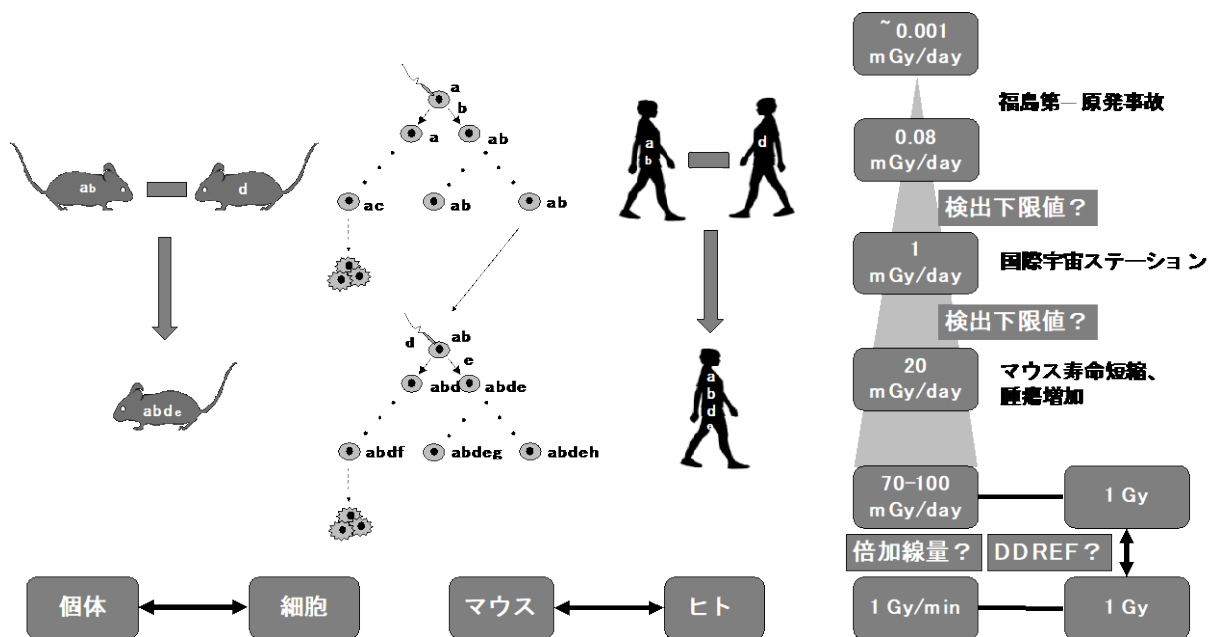 ab
d
abde
a
b
a
ab
ac
ab
ab
ab
d
e
abd
abde
abdf
abdeg
abdeh
a
b
d
a
b
d
e
~ 0.001
mGy/day
福島第一原発事故
0.08
mGy/day
検出下限値？
1
mGy/day
国際宇宙ステーション
検出下限値？
20
mGy/day
マウス寿命短縮、
腫瘍増加
70-100
mGy/day
1 Gy
倍加線量？
DDREF？
個体
細胞
マウス
ヒト
1 Gy/min
1 Gy